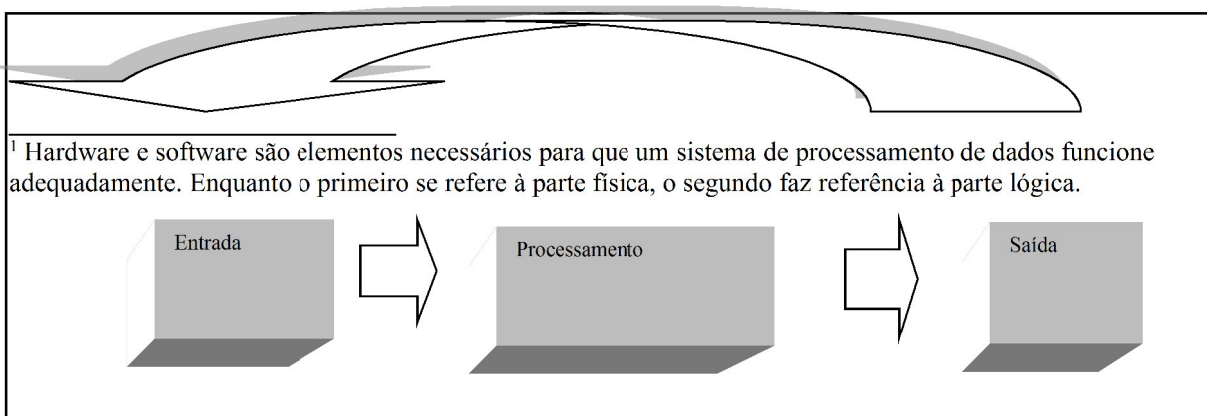 ¹ Hardware e software são elementos necessários para que um sistema de processamento de dados funcione
adequadamente. Enquanto o primeiro se refere à parte física, o segundo faz referência à parte lógica.
Entrada
Processamento
Saída